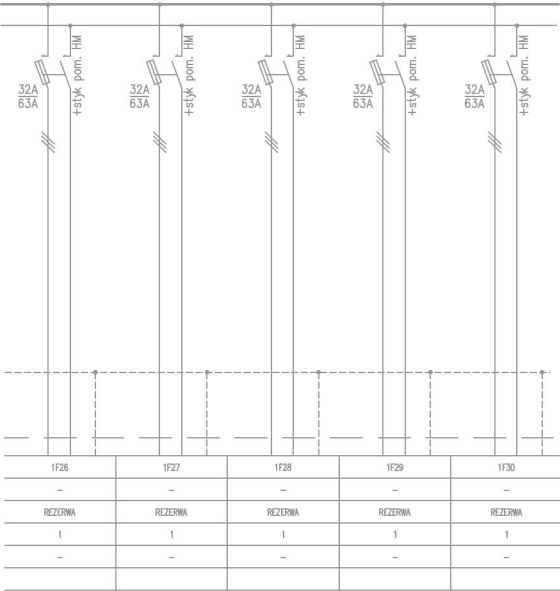 +styk pom. HM
+styk pom. HM
+styk pom. HM
+styk pom. HM
+styk pom. HM
32A 32A 32A 32A 32A
63A 63A 63A 63A 63A
1F26 1F27 1F28 1F29 1F30
- - - - -
REZERWA REZERWA REZERWA REZERWA REZERWA
1 1 1 1 1
- - - - -